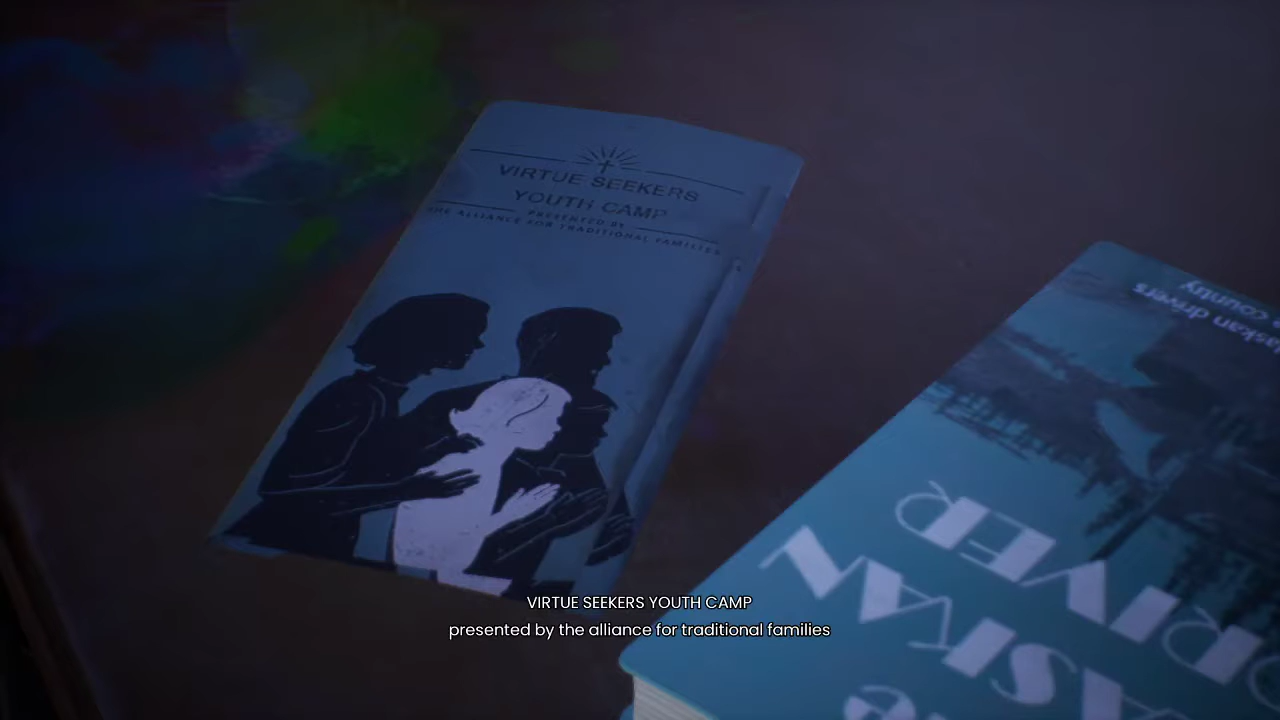 VIRTUE SEEKERS
YOUTH CAMP
PRESENTED BY
THE ALLIANCE FOR TRADITIONAL FAMILIES
drivers
County
DRIVER
VIRTUE SEEKERS YOUTH CAMP
presented by the alliance for traditional families